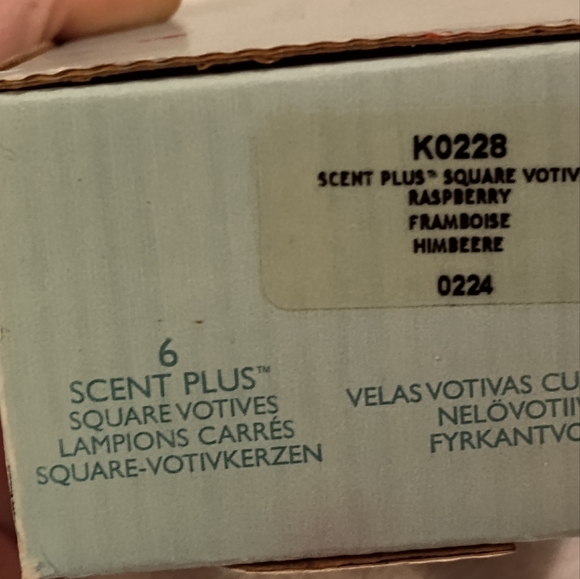 K0228
SCENT PLUS™ SQUARE VOTIV
RASPBERRY
FRAMBOISE
HIMBEERE
0224
6
SCENT PLUS™
SQUARE VOTIVES
LAMPIONS CARRÉS
SQUARE-VOTIVKERZEN
VELAS VOTIVAS CU
NELÖVOTII
FYRKANTVO